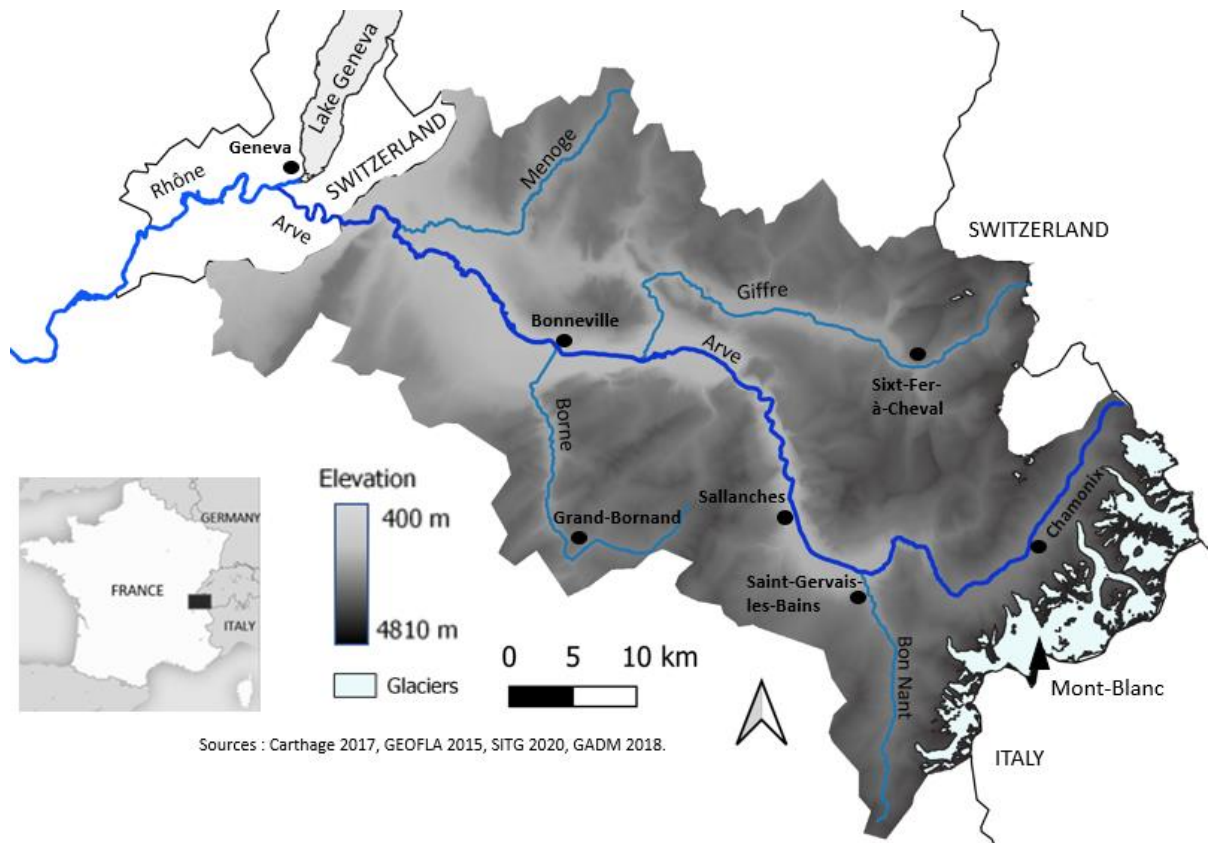 Lake Geneva
SWITZERLAND
Geneva
Rhône
Arve
Menoge
SWITZERLAND
Giffre
Bonneville
Arve
Sixt-Fer-
à-Cheval
Borne
Chamonix
Sallanches
Grand-Bornand
Saint-Gervais-
les-Bains
Bon Nant
Mont-Blanc
ITALY
GERMANY
FRANCE
ITALY
Elevation
400 m
4810 m
Glaciers
0 5 10 km
Sources : Carthage 2017, GEOFLA 2015, SITG 2020, GADM 2018.